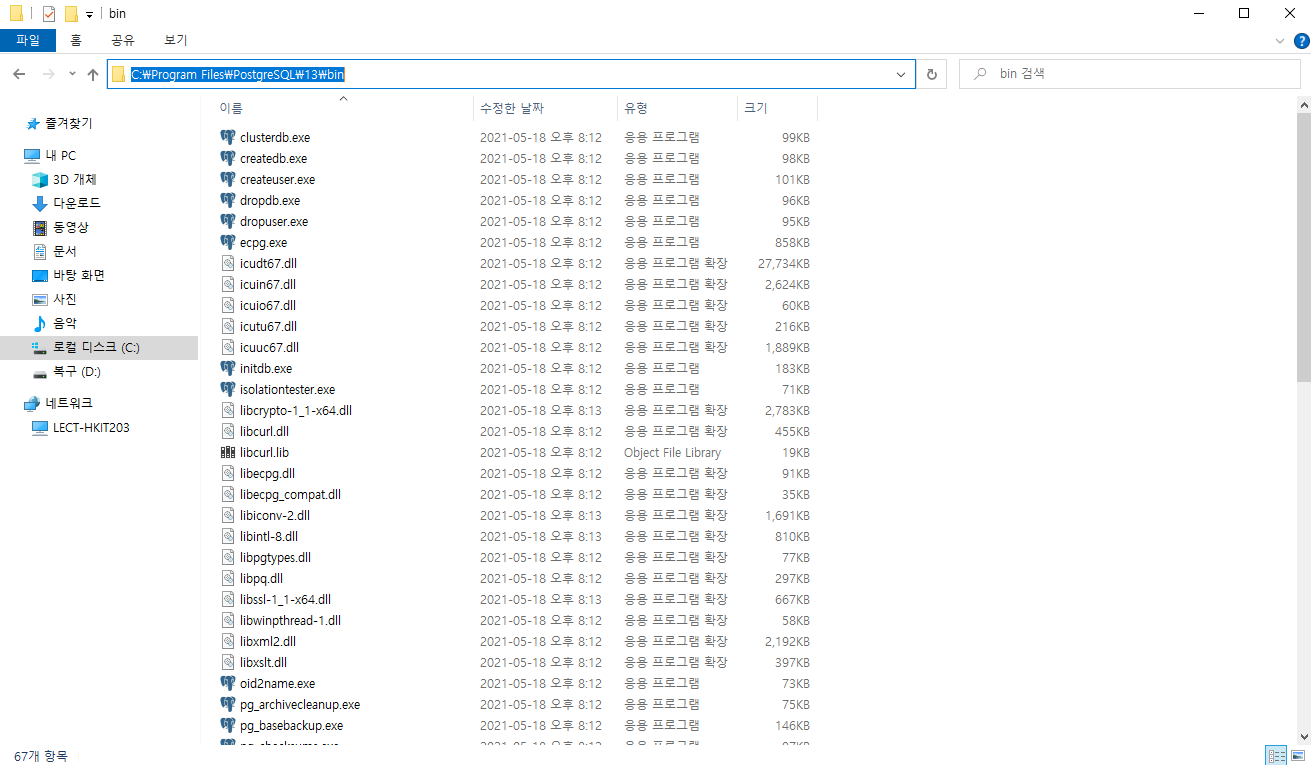 bin
파일 홈 공유 보기
C:₩Program Files₩PostgreSQL₩13₩bin
bin 검색
이름 수정한 날짜 유형 크기
즐겨찾기
내 PC
3D 개체
다운로드
동영상
문서
바탕 화면
사진
음악
로컬 디스크 (C:)
복구 (D:)
네트워크
LECT-HKIT203
clusterdb.exe 2021-05-18 오후 8:12 응용 프로그램 99KB
createdb.exe 2021-05-18 오후 8:12 응용 프로그램 98KB
createuser.exe 2021-05-18 오후 8:12 응용 프로그램 101KB
dropdb.exe 2021-05-18 오후 8:12 응용 프로그램 96KB
dropuser.exe 2021-05-18 오후 8:12 응용 프로그램 95KB
ecpg.exe 2021-05-18 오후 8:12 응용 프로그램 858KB
icudt67.dll 2021-05-18 오후 8:12 응용 프로그램 확장 27,734KB
icuin67.dll 2021-05-18 오후 8:12 응용 프로그램 확장 2,624KB
icuio67.dll 2021-05-18 오후 8:12 응용 프로그램 확장 60KB
icutu67.dll 2021-05-18 오후 8:12 응용 프로그램 확장 216KB
icuuc67.dll 2021-05-18 오후 8:12 응용 프로그램 확장 1,889KB
initdb.exe 2021-05-18 오후 8:12 응용 프로그램 183KB
isolationtester.exe 2021-05-18 오후 8:12 응용 프로그램 71KB
libcrypto-1_1-x64.dll 2021-05-18 오후 8:13 응용 프로그램 확장 2,783KB
libcurl.dll 2021-05-18 오후 8:12 응용 프로그램 확장 455KB
libcurl.lib 2021-05-18 오후 8:12 Object File Library 19KB
libecpg.dll 2021-05-18 오후 8:12 응용 프로그램 확장 91KB
libecpg_compat.dll 2021-05-18 오후 8:12 응용 프로그램 확장 35KB
libiconv-2.dll 2021-05-18 오후 8:13 응용 프로그램 확장 1,691KB
libintl-8.dll 2021-05-18 오후 8:13 응용 프로그램 확장 810KB
libpgtypes.dll 2021-05-18 오후 8:12 응용 프로그램 확장 77KB
libpq.dll 2021-05-18 오후 8:12 응용 프로그램 확장 297KB
libssl-1_1-x64.dll 2021-05-18 오후 8:13 응용 프로그램 확장 667KB
libwinpthread-1.dll 2021-05-18 오후 8:12 응용 프로그램 확장 58KB
libxml2.dll 2021-05-18 오후 8:12 응용 프로그램 확장 2,192KB
libxslt.dll 2021-05-18 오후 8:12 응용 프로그램 확장 397KB
oid2name.exe 2021-05-18 오후 8:12 응용 프로그램 73KB
pg_archivecleanup.exe 2021-05-18 오후 8:12 응용 프로그램 75KB
pg_basebackup.exe 2021-05-18 오후 8:12 응용 프로그램 146KB
67개 항목